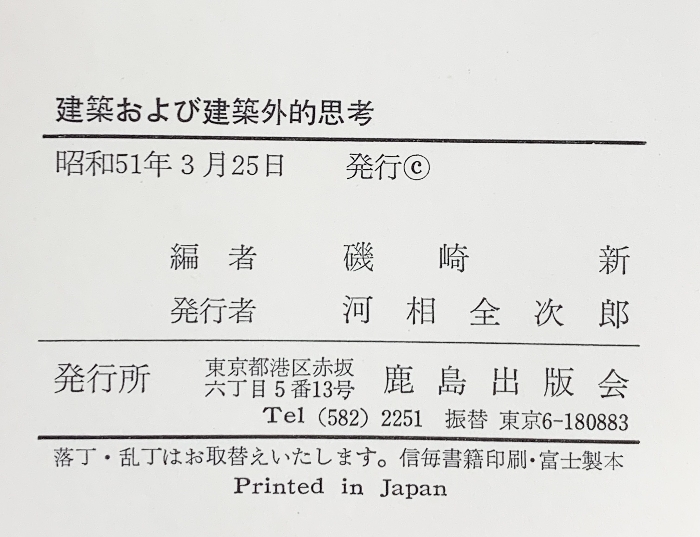 建築および建築外的思考
昭和51年3月25日　発行©
編者　磯崎　新
発行者　河相全次郎
発行所　東京都港区赤坂六丁目5番13号　鹿島出版会
Tel (582) 2251　振替 東京6-180883
落丁・乱丁はお取替えいたします。信毎書籍印刷・富士製本
Printed in Japan